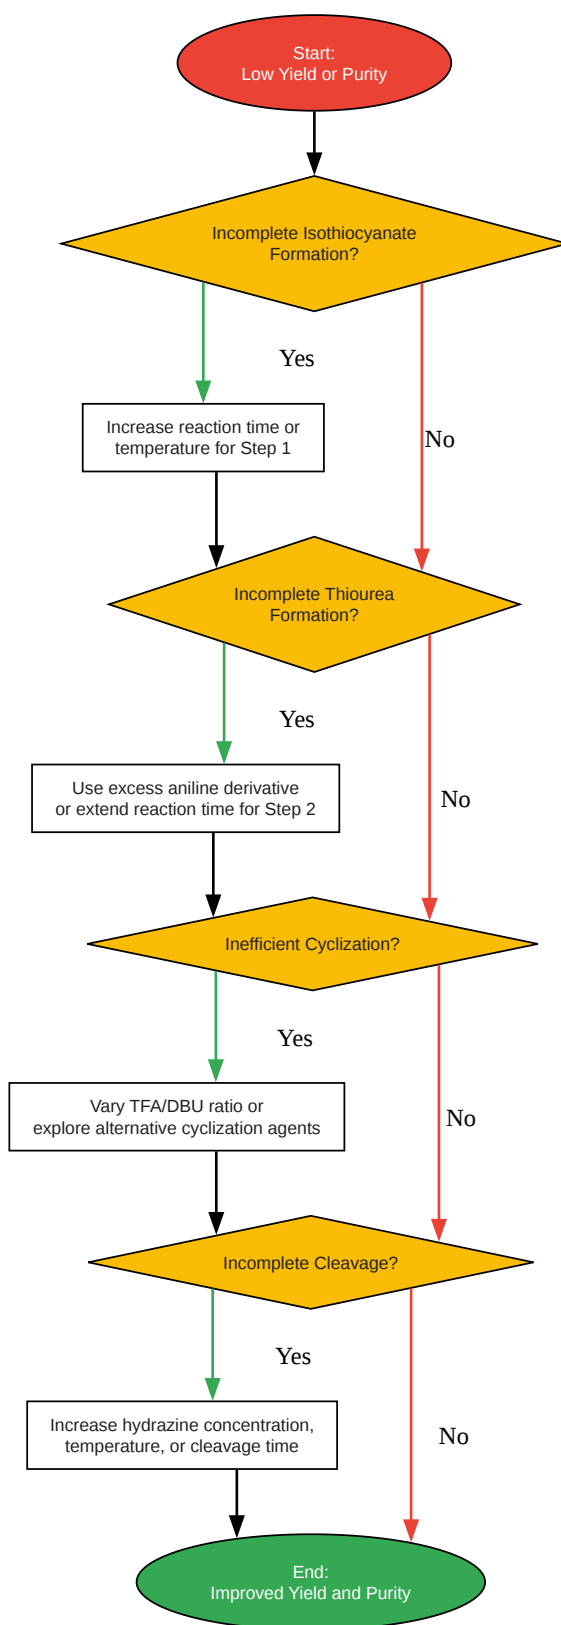 Start:
Low Yield or Purity
Incomplete Isothiocyanate
Formation?
Yes
Increase reaction time or
temperature for Step 1
No
Incomplete Thiourea
Formation?
Yes
Use excess aniline derivative
or extend reaction time for Step 2
No
Inefficient Cyclization?
Yes
Vary TFA/DBU ratio or
explore alternative cyclization agents
No
Incomplete Cleavage?
Yes
Increase hydrazine concentration,
temperature, or cleavage time
No
End:
Improved Yield and Purity